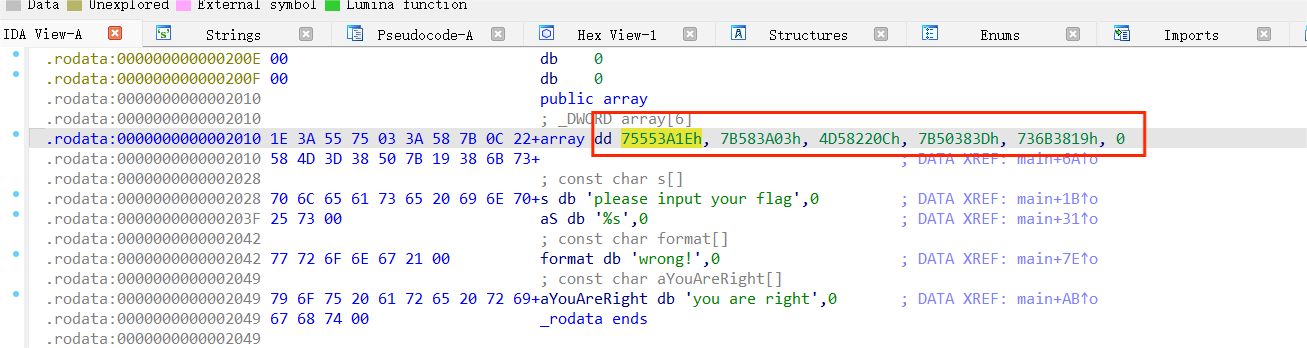 Data Unexplored External symbol Lumina function
IDA View-A Strings Pseudocode-A Hex View-1 Structures Enums Imports
.rodata:000000000000200E 00 db 0
.rodata:000000000000200F 00 db 0
.rodata:0000000000002010 public array
.rodata:0000000000002010 ; _DWORD array[6]
.rodata:0000000000002010 1E 3A 55 75 03 3A 58 7B 0C 22+array dd 75553A1Eh, 7B583A03h, 4D58220Ch, 7B50383Dh, 736B3819h, 0
.rodata:0000000000002010 58 4D 3D 38 50 7B 19 38 6B 73+ ; DATA XREF: main+6A↑o
.rodata:0000000000002028 ; const char s[]
.rodata:0000000000002028 70 6C 65 61 73 65 20 69 6E 70+s db 'please input your flag',0 ; DATA XREF: main+1B↑o
.rodata:000000000000203F 25 73 00 aS db '%s',0 ; DATA XREF: main+31↑o
.rodata:0000000000002042 ; const char format[]
.rodata:0000000000002042 77 72 6F 6E 67 21 00 format db 'wrong!',0 ; DATA XREF: main+7E↑o
.rodata:0000000000002049 ; const char aYouAreRight[]
.rodata:0000000000002049 79 6F 75 20 61 72 65 20 72 69+aYouAreRight db 'you are right',0 ; DATA XREF: main+AB↑o
.rodata:0000000000002049 67 68 74 00 _rodata ends
.rodata:0000000000002049